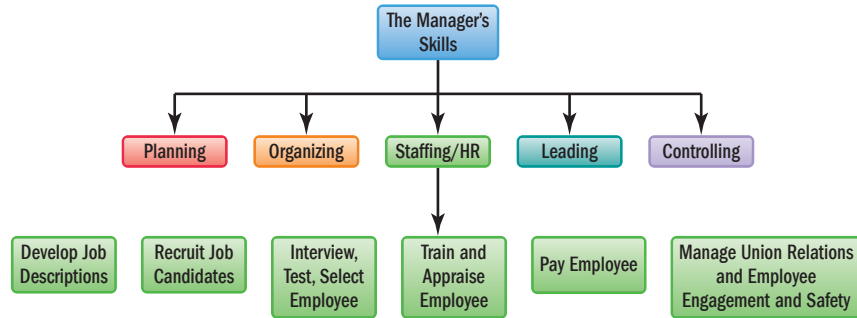 The Manager's
Skills
Planning
Organizing
Staffing/HR
Leading
Controlling
Develop Job
Descriptions
Recruit Job
Candidates
Interview,
Test, Select
Employee
Train and
Appraise
Employee
Pay Employee
Manage Union Relations
and Employee
Engagement and Safety